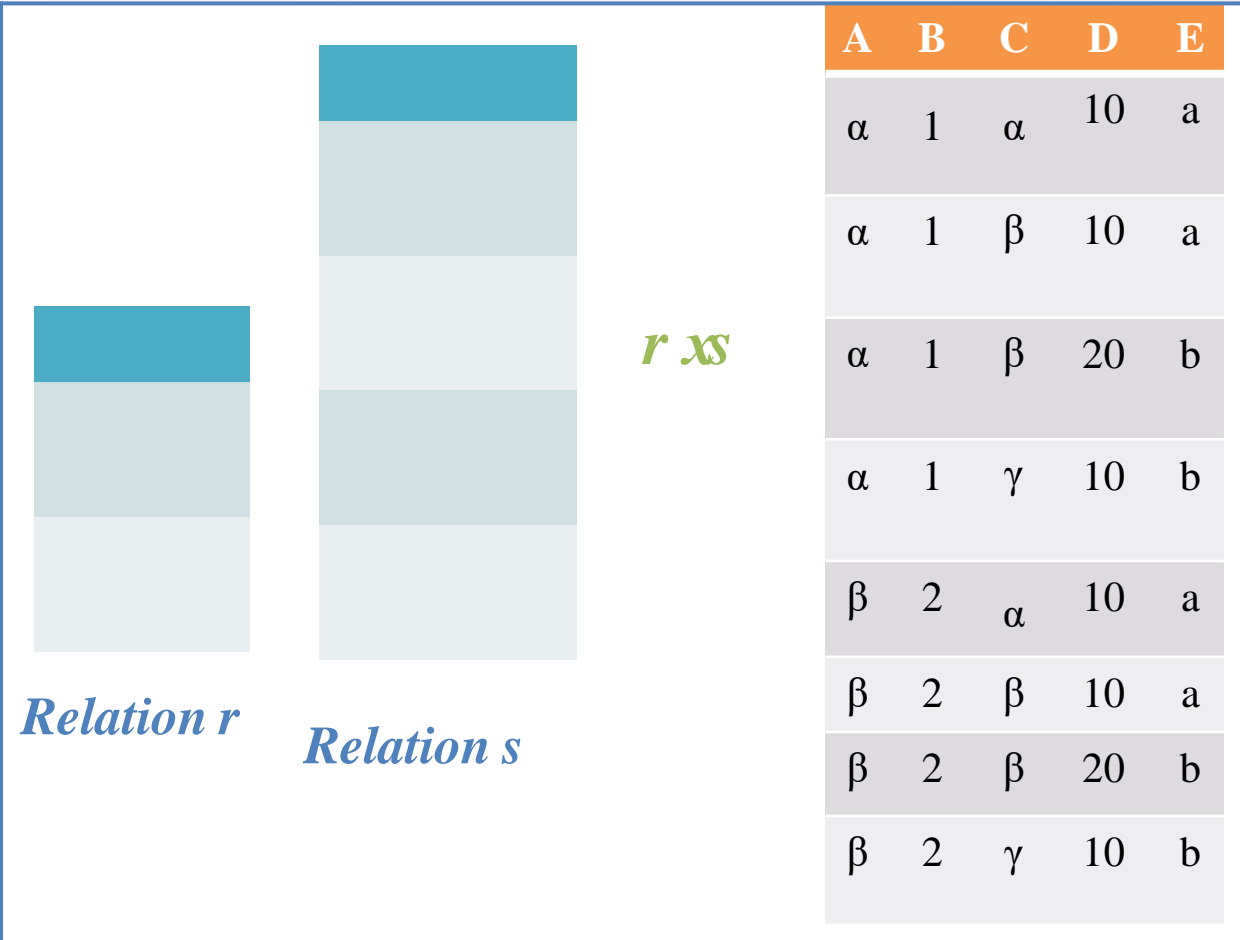 Relation r
Relation s
r xs
A B C D E
α 1 α 10 a
α 1 β 10 a
α 1 β 20 b
α 1 γ 10 b
β 2 α 10 a
β 2 β 10 a
β 2 β 20 b
β 2 γ 10 b